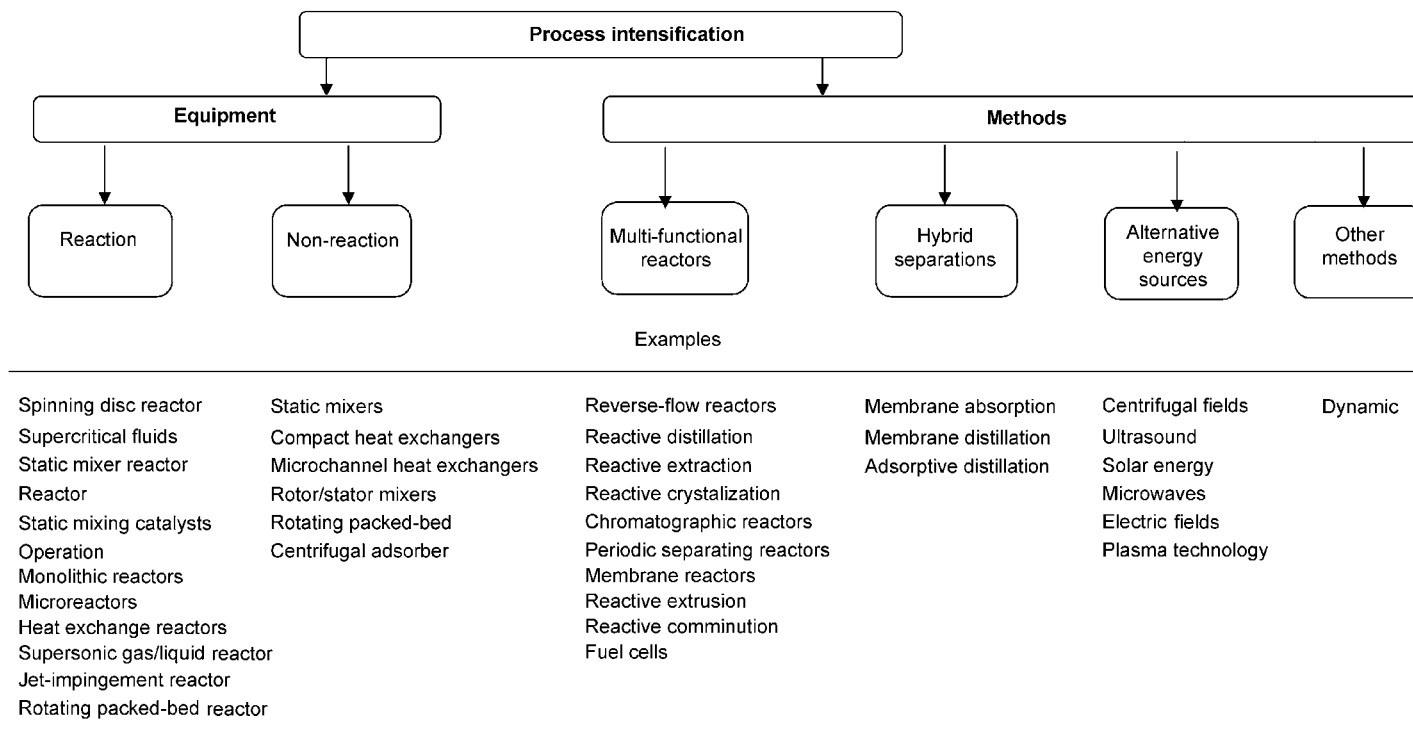 Process intensification
Equipment
Methods
Reaction
Non-reaction
Multi-functional
reactors
Hybrid
separations
Alternative
energy
sources
Other
methods
Examples
Spinning disc reactor
Supercritical fluids
Static mixer reactor
Reactor
Static mixing catalysts
Operation
Monolithic reactors
Microreactors
Heat exchange reactors
Supersonic gas/liquid reactor
Jet-impingement reactor
Rotating packed-bed reactor
Static mixers
Compact heat exchangers
Microchannel heat exchangers
Rotor/stator mixers
Rotating packed-bed
Centrifugal adsorber
Reverse-flow reactors
Reactive distillation
Reactive extraction
Reactive crystalization
Chromatographic reactors
Periodic separating reactors
Membrane reactors
Reactive extrusion
Reactive comminution
Fuel cells
Membrane absorption
Membrane distillation
Adsorptive distillation
Centrifugal fields
Ultrasound
Solar energy
Microwaves
Electric fields
Plasma technology
Dynamic